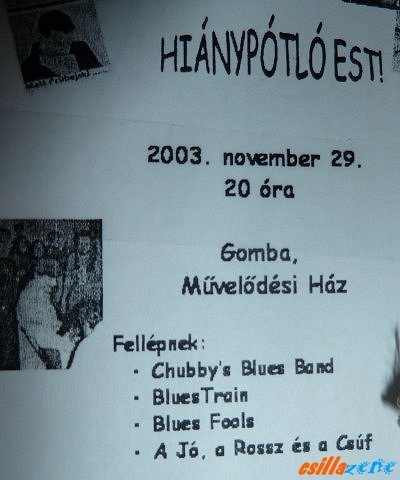 HIÁNYPÓTLÓ EST!
2003. november 29.
20 óra
Gomba,
Művelődési Ház
Fellépnek:
- Chubby's Blues Band
- BluesTrain
- Blues Fools
- A Jó, a Rossz és a Csúf
csillazene